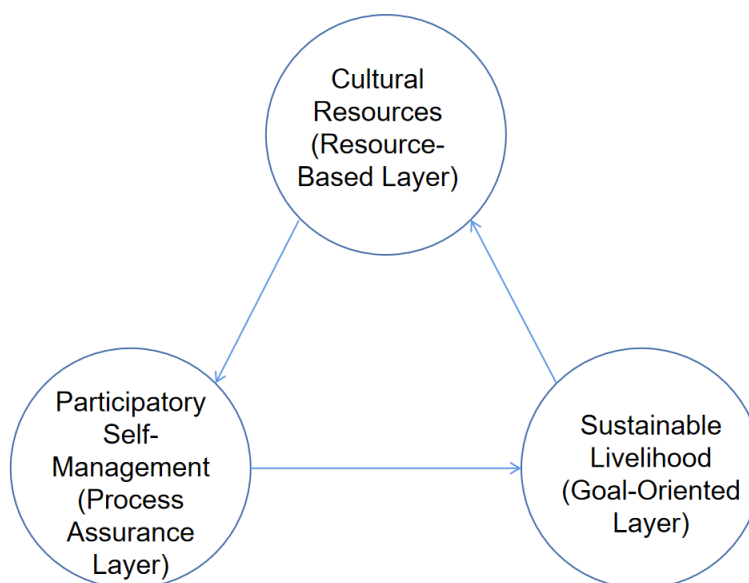 Cultural
Resources
(Resource-
Based Layer)
Participatory
Self-
Management
(Process
Assurance
Layer)
Sustainable
Livelihood
(Goal-Oriented
Layer)